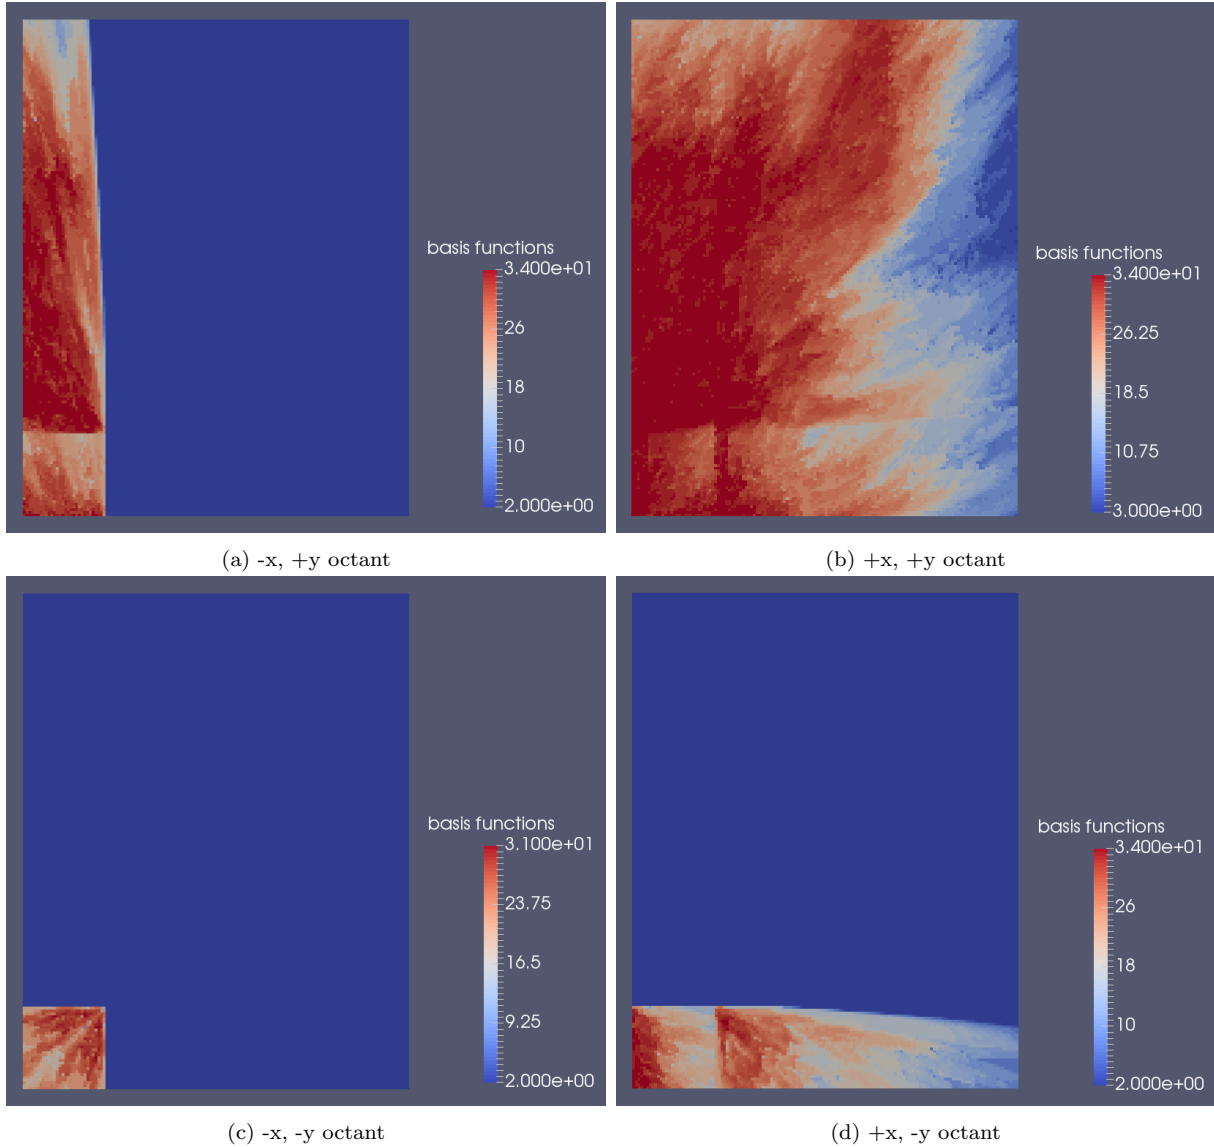 basis functions
3.400e+01
26
18
10
2.000e+00
basis functions
3.400e+01
26.25
18.5
10.75
3.000e+00
(a) -x, +y octant
(b) +x, +y octant
basis functions
3.100e+01
23.75
16.5
9.25
2.000e+00
basis functions
3.400e+01
26
18
10
2.000e+00
(c) -x, -y octant
(d) +x, -y octant